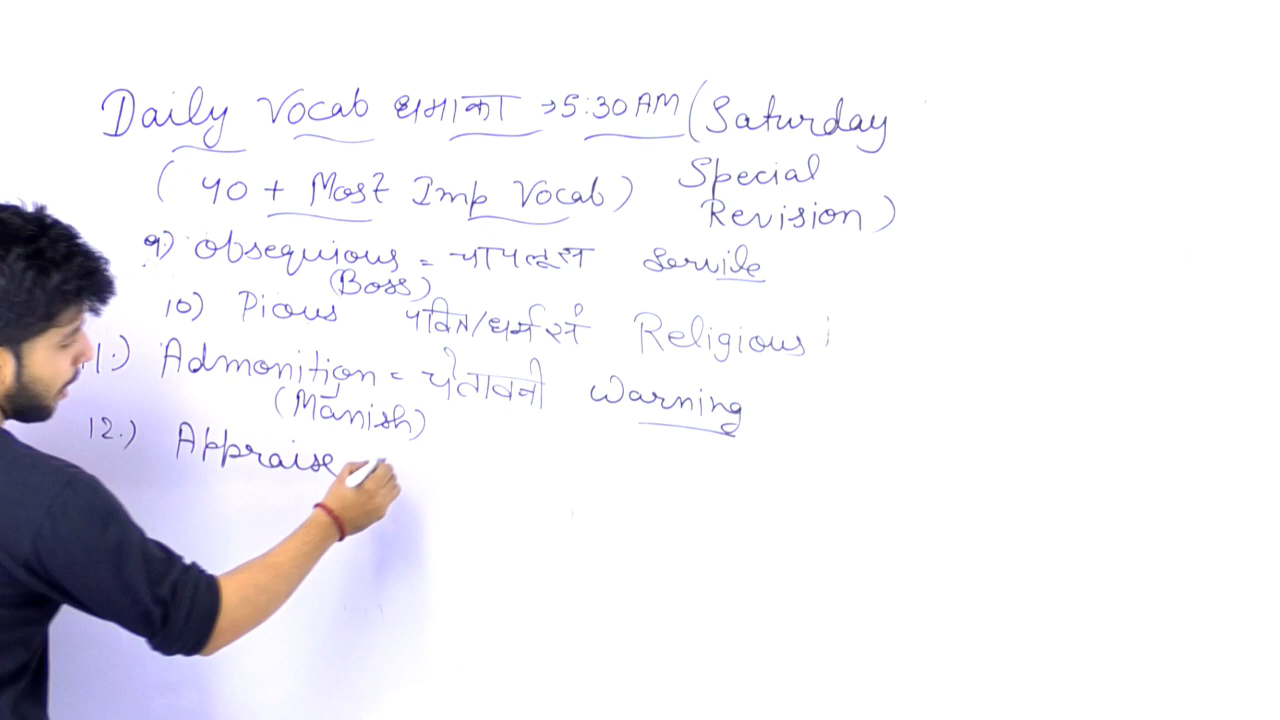 Daily Vocab धमाका →5:30 AM (Saturday
(40 + Most Imp Vocab) Special
Revision)
9.) Obsequious = चापलूस Servile
(Boss)
10) Pious पवित्र/धर्म से Religious
11.) Admonition = चेतावनी Warning
(Manish)
12.) Appraise